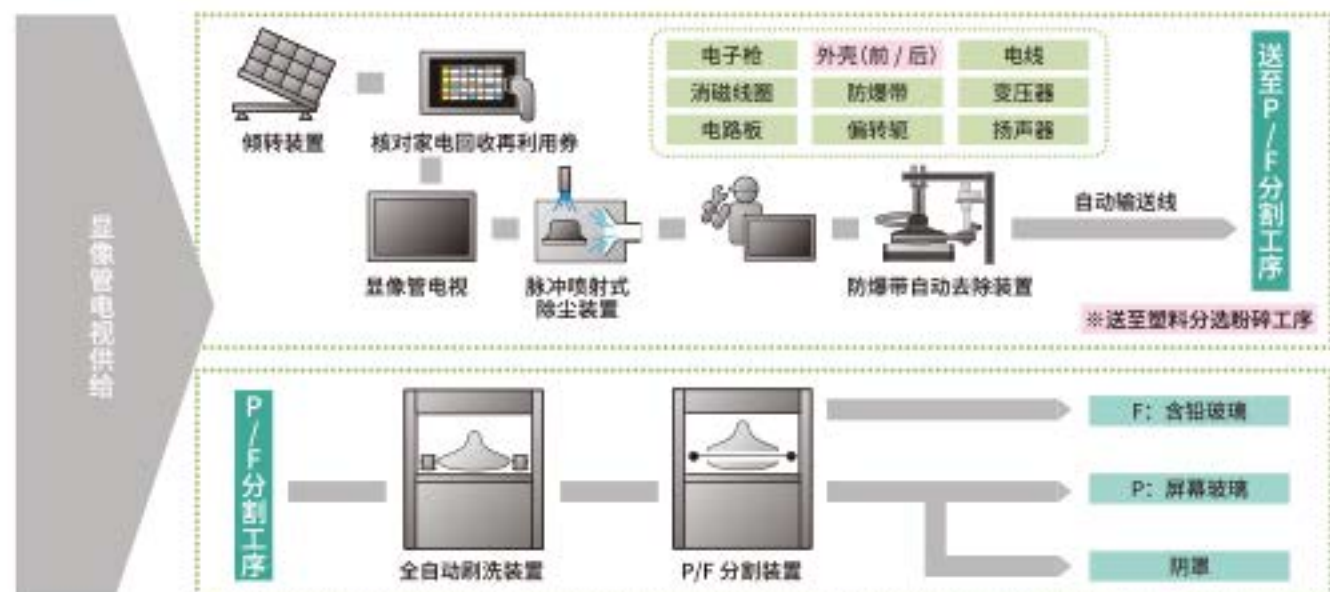 显像管电视供给
倾转装置
核对家电回收再利用券
电子枪
外壳(前 / 后)
电线
消磁线圈
防爆带
变压器
电路板
偏转轭
扬声器
显像管电视
脉冲喷射式
除尘装置
防爆带自动去除装置
自动输送线
送至P/F分割工序
※送至塑料分选粉碎工序
P/F分割工序
全自动刷洗装置
P/F 分割装置
F：含铅玻璃
P：屏幕玻璃
阴罩